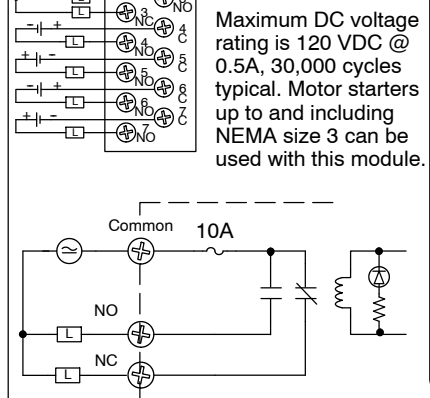 L
NO
L
3
NC
4
C
L
4
NO
5
C
L
5
NO
6
C
L
6
NO
7
C
L
7
NO
Maximum DC voltage
rating is 120 VDC @
0.5A, 30,000 cycles
typical. Motor starters
up to and including
NEMA size 3 can be
used with this module.
Common
10A
NO
L
NC
L